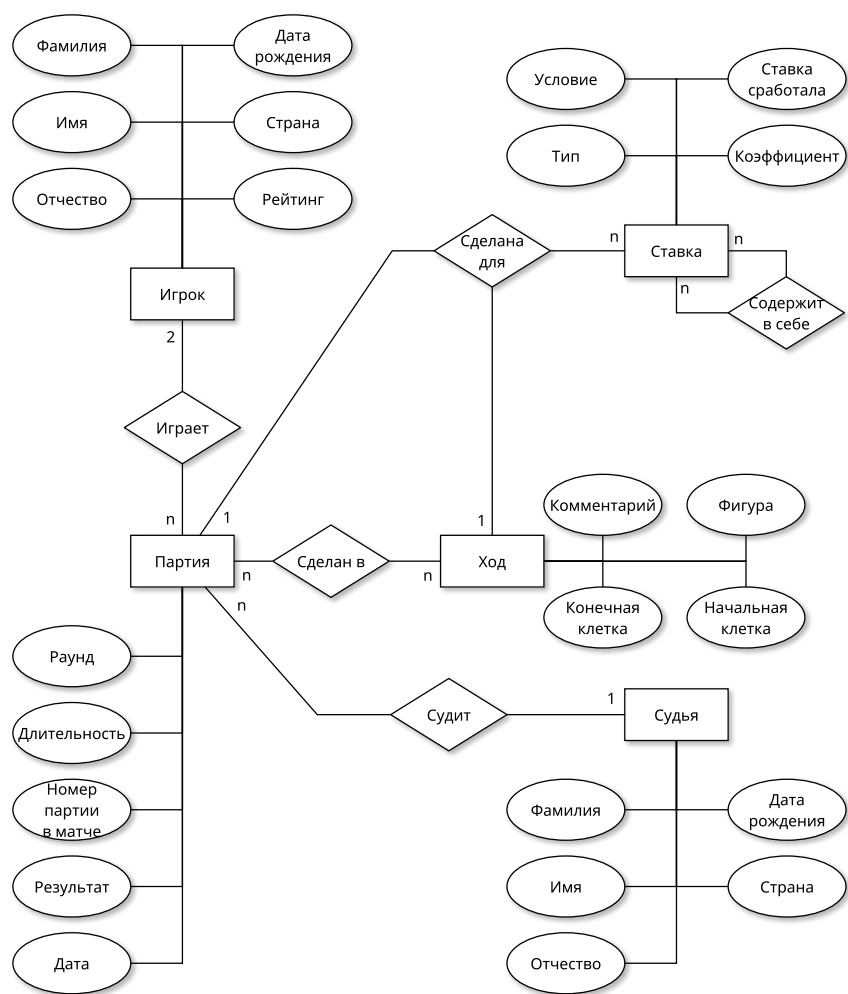 Фамилия
Дата
рождения
Имя
Страна
Отчество
Рейтинг
Игрок
2
Играет
n
Условие
Ставка
сработала
Тип
Коэффициент
Сделана
для
n
Ставка
n
n
Содержит
в себе
1
1
Партия
n
Сделан в
n
Ход
Комментарий
Фигура
Конечная
клетка
Начальная
клетка
n
Судит
1
Судья
Раунд
Длительность
Номер
партии
в матче
Результат
Дата
Фамилия
Дата
рождения
Имя
Страна
Отчество